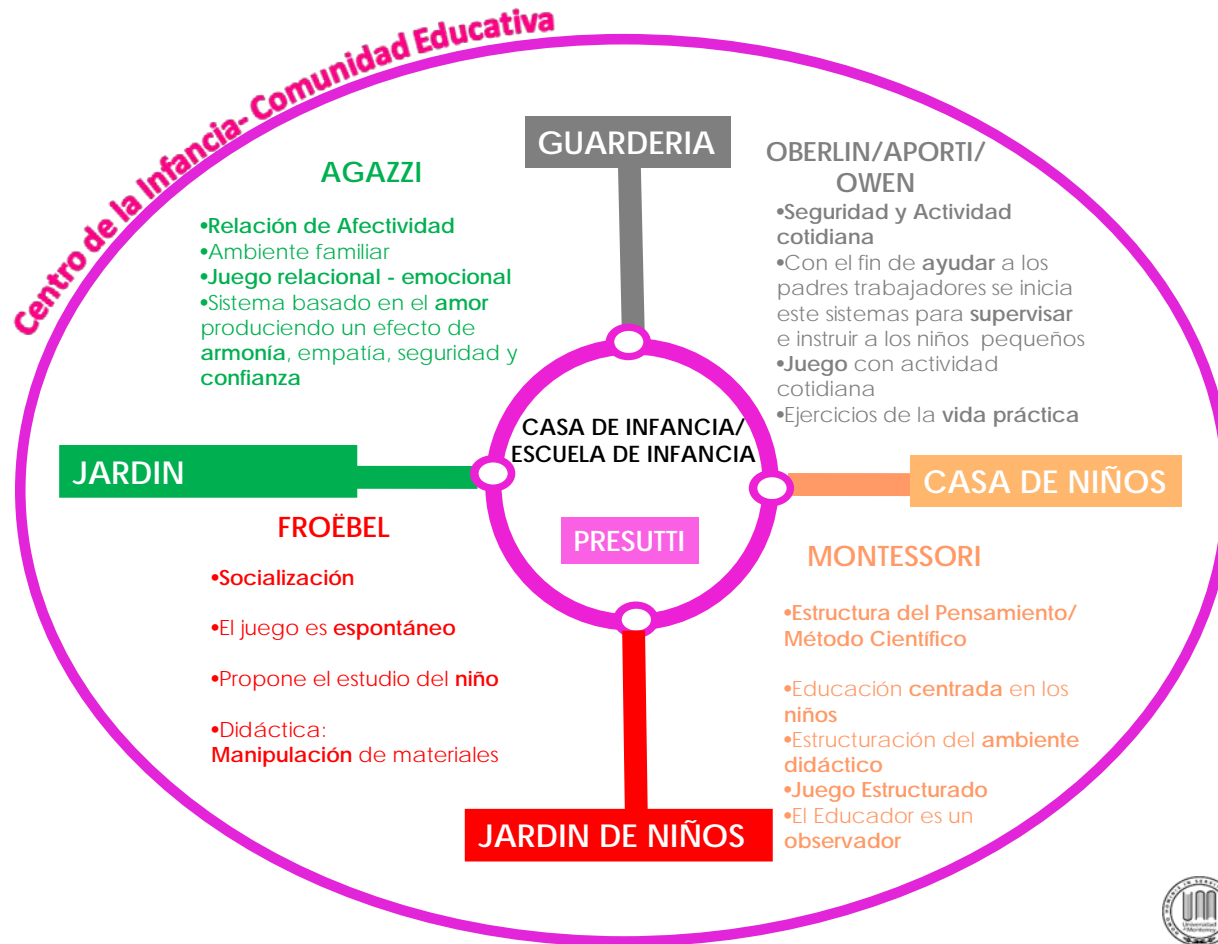 Centro de la Infancia- Comunidad Educativa
GUARDERIA
AGAZZI
•Relación de Afectividad
•Ambiente familiar
•Juego relacional - emocional
•Sistema basado en el amor
produciendo un efecto de
armonía, empatía, seguridad y
confianza
OBERLIN/APORTI/
OWEN
•Seguridad y Actividad
cotidiana
•Con el fin de ayudar a los
padres trabajadores se inicia
este sistemas para supervisar
e instruir a los niños pequeños
•Juego con actividad
cotidiana
•Ejercicios de la vida práctica
CASA DE INFANCIA/
ESCUELA DE INFANCIA
PRESUTTI
JARDIN
CASA DE NIÑOS
FROËBEL
•Socialización
•El juego es espontáneo
•Propone el estudio del niño
•Didáctica:
Manipulación de materiales
MONTESSORI
•Estructura del Pensamiento/
Método Científico
•Educación centrada en los
niños
•Estructuración del ambiente
didáctico
•Juego Estructurado
•El Educador es un
observador
JARDIN DE NIÑOS
Universidad
de Monterrey